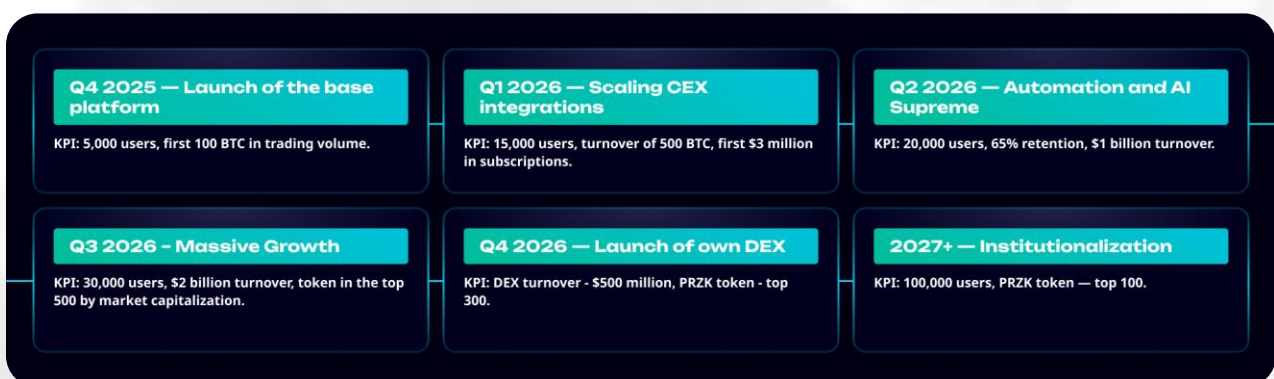 Q4 2025 — Launch of the base
platform
KPI: 5,000 users, first 100 BTC in trading volume.
Q1 2026 — Scaling CEX
integrations
KPI: 15,000 users, turnover of 500 BTC, first $3 million
in subscriptions.
Q2 2026 — Automation and AI
Supreme
KPI: 20,000 users, 65% retention, $1 billion turnover.
Q3 2026 – Massive Growth
KPI: 30,000 users, $2 billion turnover, token in the top
500 by market capitalization.
Q4 2026 — Launch of own DEX
KPI: DEX turnover - $500 million, PRZK token - top
300.
2027+ — Institutionalization
KPI: 100,000 users, PRZK token — top 100.